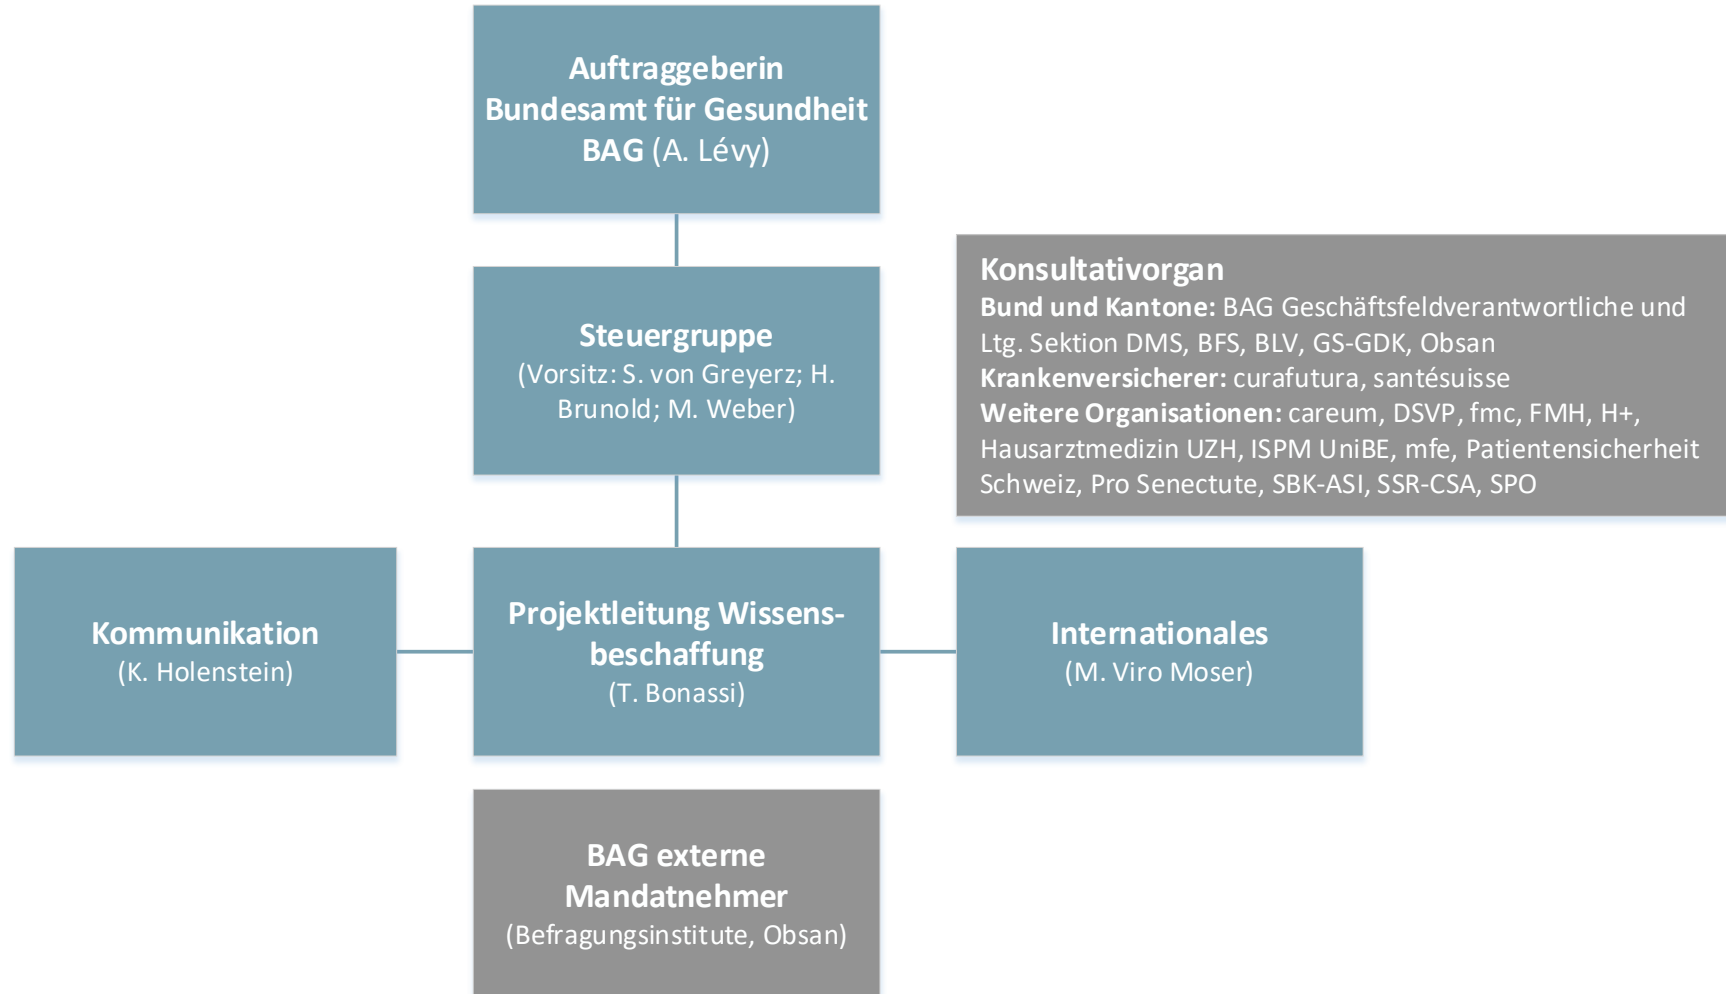 Auftraggeberin
Bundesamt für Gesundheit
BAG (A. Lévy)
Steuergruppe
(Vorsitz: S. von Greyerz; H.
Brunold; M. Weber)
Konsultativorgan
Bund und Kantone: BAG Geschäftsfeldverantwortliche und
Ltg. Sektion DMS, BFS, BLV, GS-GDK, Obsan
Krankenversicherer: curafutura, santésuisse
Weitere Organisationen: careum, DSVP, fmc, FMH, H+,
Hausarztmedizin UZH, ISPM UniBE, mfe, Patientensicherheit
Schweiz, Pro Senectute, SBK-ASI, SSR-CSA, SPO
Kommunikation
(K. Holenstein)
Projektleitung Wissens-
beschaffung
(T. Bonassi)
Internationales
(M. Viro Moser)
BAG externe
Mandatnehmer
(Befragungsinstitute, Obsan)